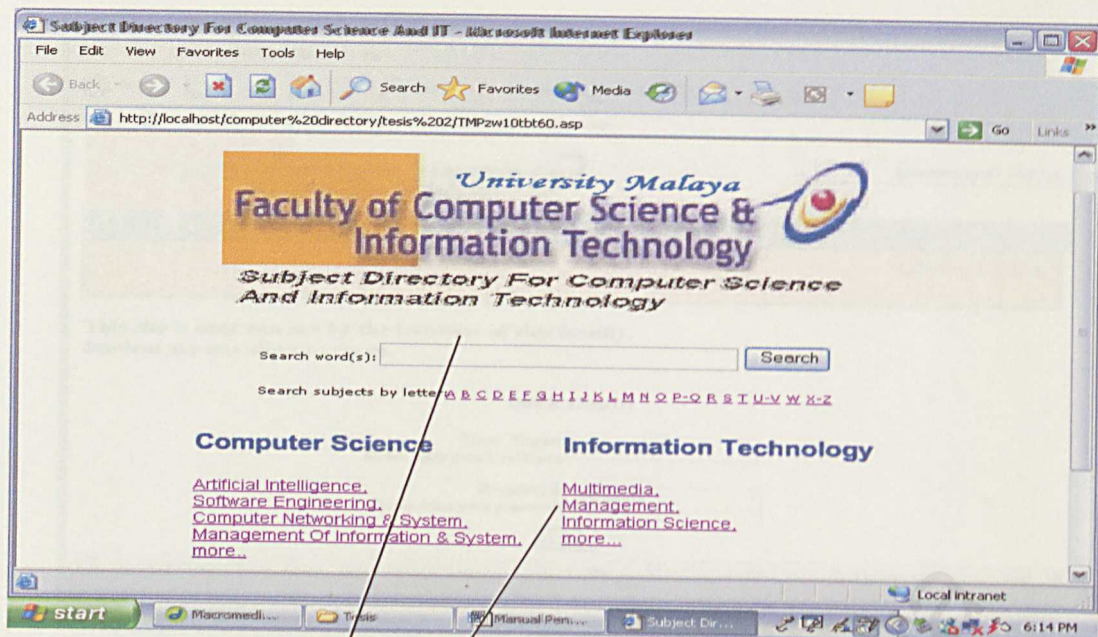 Subject Directory For Computer Science And IT - Microsoft Internet Explorer
File Edit View Favorites Tools Help
Back Search Favorites Media
Address http://localhost/computer%20directory/tesis%202/TMPzw10tbt60.asp Go Links »
University Malaya
Faculty of Computer Science &
Information Technology
Subject Directory For Computer Science
And Information Technology
Search word(s): Search
Search subjects by letter A B C D E F G H I J K L M N O P-Q R S T U-V W X-Z
Computer Science Information Technology
Artificial Intelligence, Multimedia,
Software Engineering, Management,
Computer Networking & System, Information Science,
Management Of Information & System, more...
more..
Local intranet
start Macromedi... Tesis Manual Pen... Subject Dir... 6:14 PM